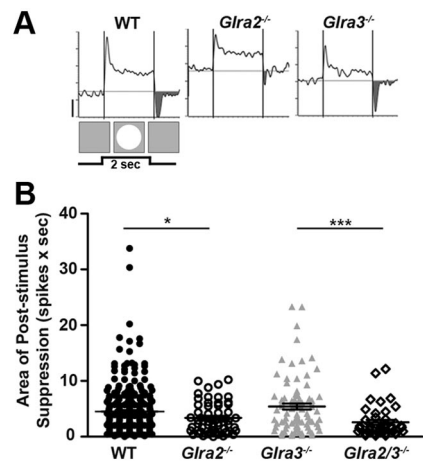 A
WT
Glra2-/-
Glra3-/-
2 sec
B
Area of Post-stimulus
Suppression (spikes x sec)
40
30
20
10
0
*
***
WT
Glra2-/-
Glra3-/-
Glra2/3-/-